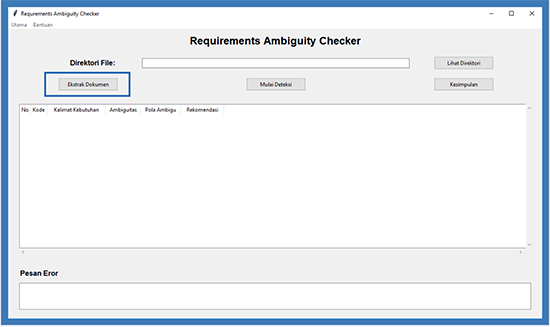 Requirements Ambiguity Checker
Utama Bantuan
Requirements Ambiguity Checker
Direktori File: Lihat Direktori
Ekstrak Dokumen Mulai Deteksi Kesimpulan
No Kode Kalimat Kebutuhan Ambiguitas Pola Ambigu Rekomendasi
Pesan Eror